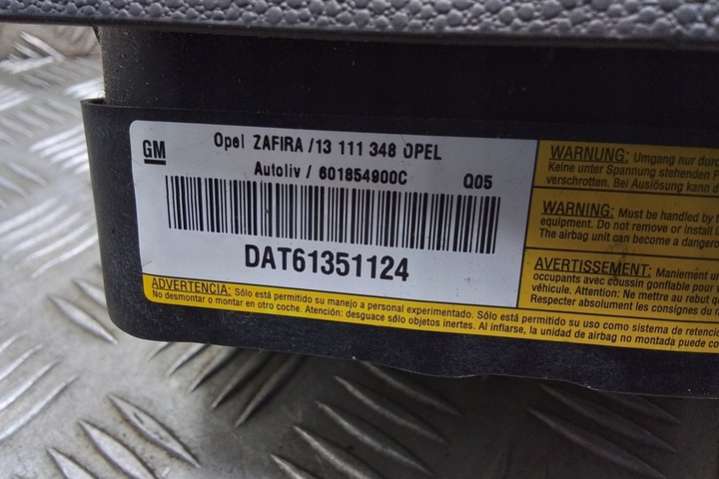 GM
Opel ZAFIRA /13 111 348 OPEL
Autoliv / 601854900C Q05
DAT61351124
WARNUNG: Umgang nur
Keine unter Spannung stehenden
verschrotten. Bei Auslösung kann
WARNING: Must be handled by
equipment. Do not remove or install
The airbag unit can become a
AVERTISSEMENT: Maniement
occupants avec coussins gonflable pour
véhicule. Attention: Ne mettre au rebut
Respecter absolument les consignes du
ADVERTENCIA: Sólo está permitido su manejo a personal experimentado. Sólo está permitido su uso como sistema de
No desmontar o montar en otro coche. Atención: desguace sólo objetos inertes. Al inflarse, la unidad de airbag no montada puede